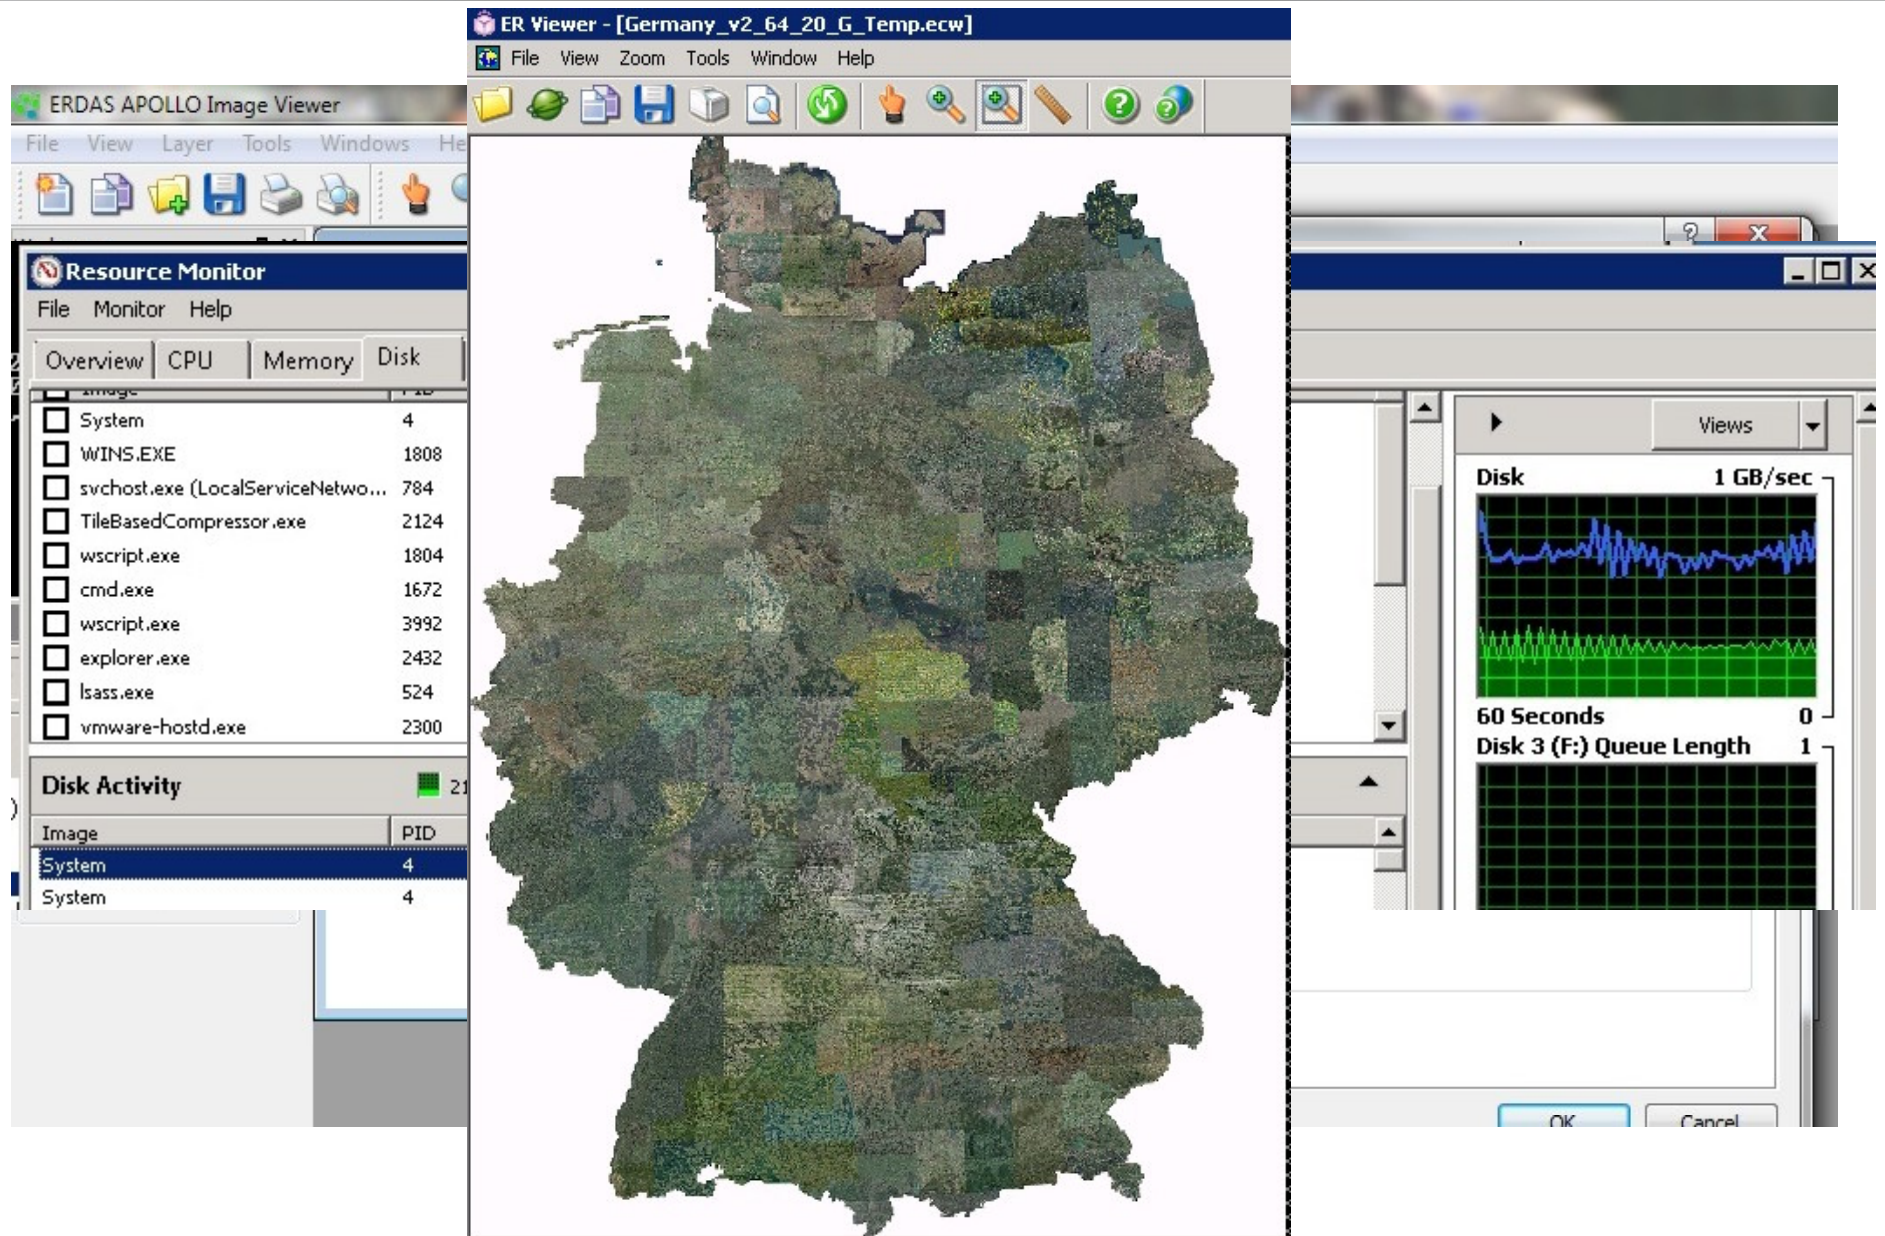 ER Viewer - [Germany_v2_64_20_G_Temp.ecw]
File View Zoom Tools Window Help
ERDAS APOLLO Image Viewer
File View Layer Tools Windows He
Resource Monitor
File Monitor Help
Overview CPU Memory Disk
Image PID
System 4
WINS.EXE 1808
svchost.exe (LocalServiceNetwo... 784
TileBasedCompressor.exe 2124
wscript.exe 1804
cmd.exe 1672
wscript.exe 3992
explorer.exe 2432
lsass.exe 524
vmware-hostd.exe 2300
Disk Activity 21
Image PID
System 4
System 4
Views
Disk 1 GB/sec
60 Seconds 0
Disk 3 (F:) Queue Length 1
OK Cancel